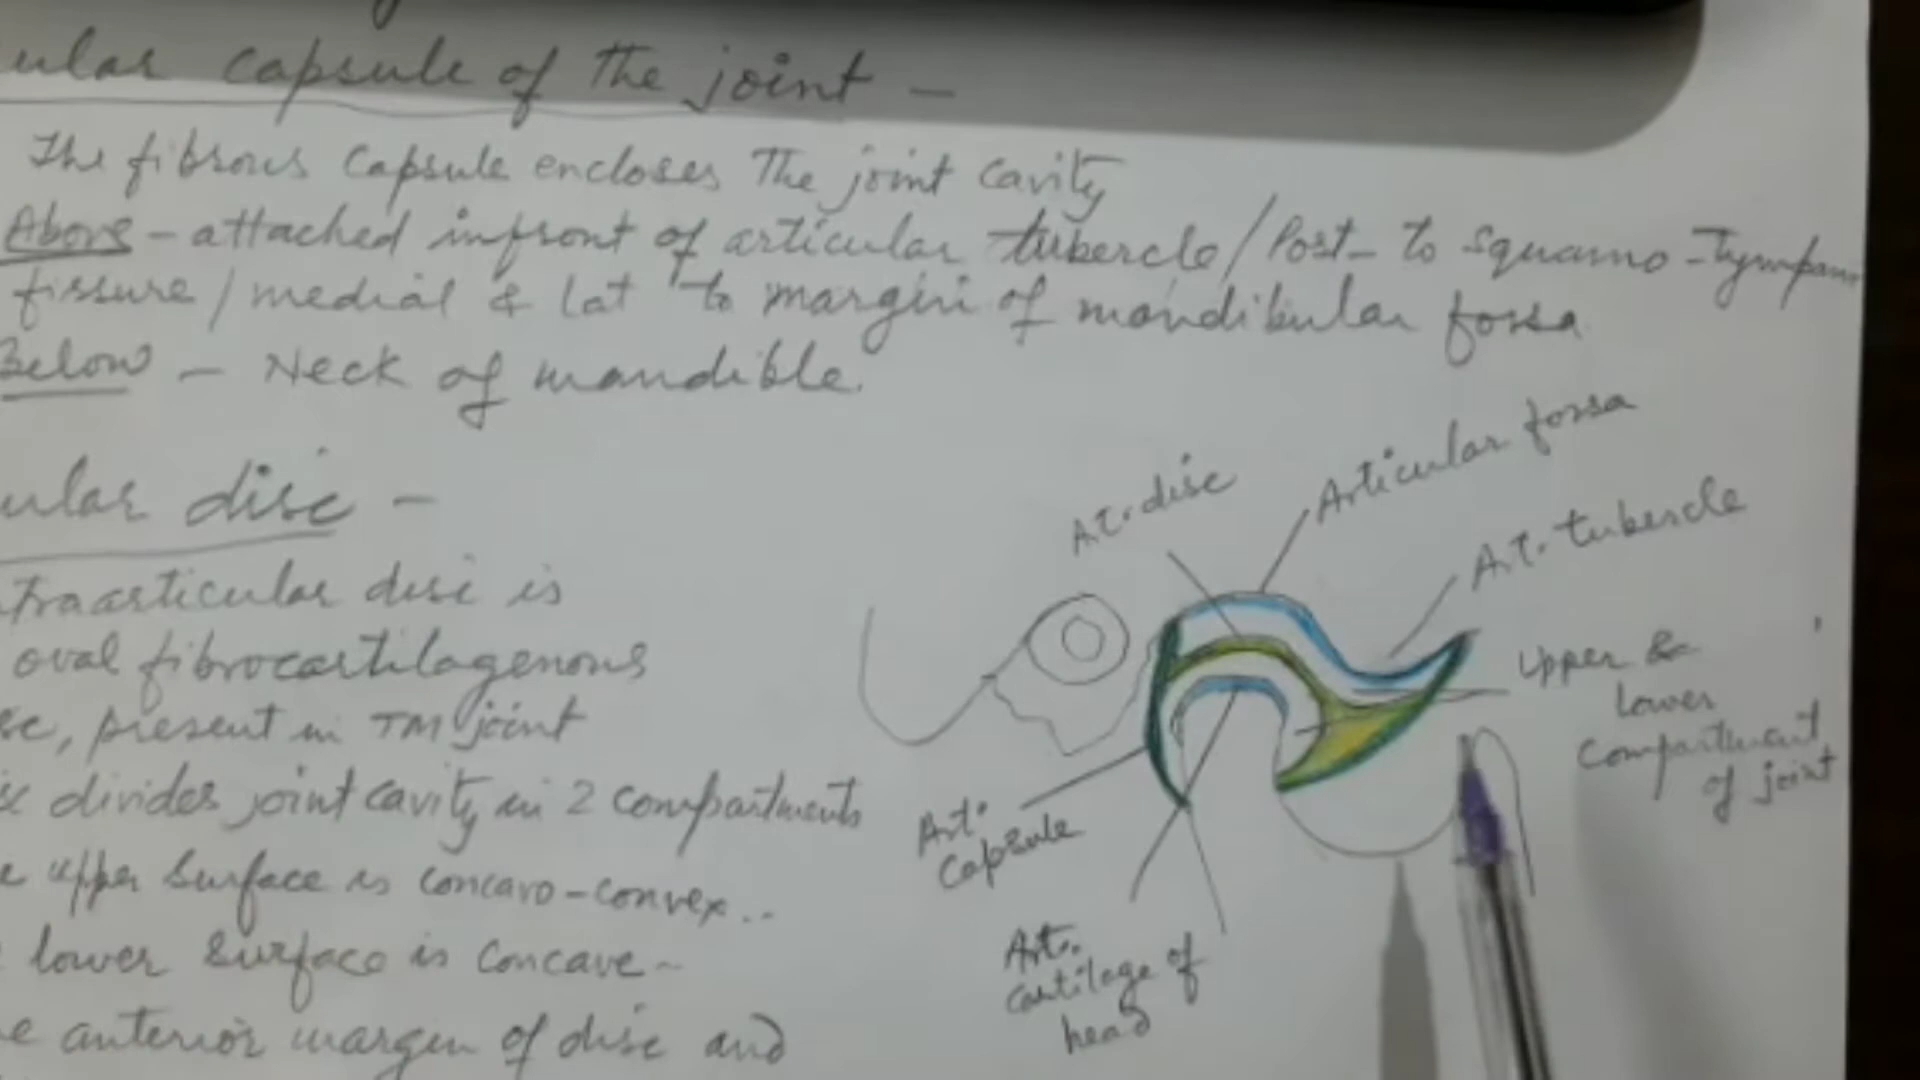 ular capsule of the joint -
The fibrous capsule encloses The joint cavity
Above - attached infront of articular tubercle / Post - to squamo - Tympan
fissure / medial & lat to margin of mandibular fossa
Below - Neck of mandible.
ular disc -
traarticular disc is
oval fibrocartilagenous
sc, present in TM joint
sc divides joint cavity in 2 compartments
e upper surface is concavo-convex..
lower surface is concave -
e anterior margin of disc and
Art. disc
Articular fossa
Art. tubercle
Upper &
Lower
Compartment
of joint
Art.
Capsule
Art.
cartilage of
head